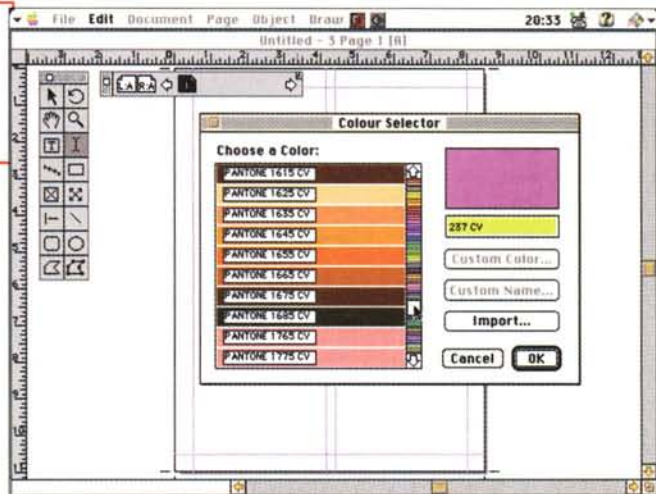 File Edit Document Page Object Draw 20:33
Untitled - 3 Page 1 [A]
Colour Selector
Choose a Color:
PANTONE 1615 CV
PANTONE 1625 CV
PANTONE 1635 CV
PANTONE 1645 CV
PANTONE 1655 CV
PANTONE 1665 CV
PANTONE 1675 CV
PANTONE 1685 CV
PANTONE 1765 CV
PANTONE 1775 CV
237 CV
Custom Color...
Custom Name...
Import...
Cancel OK